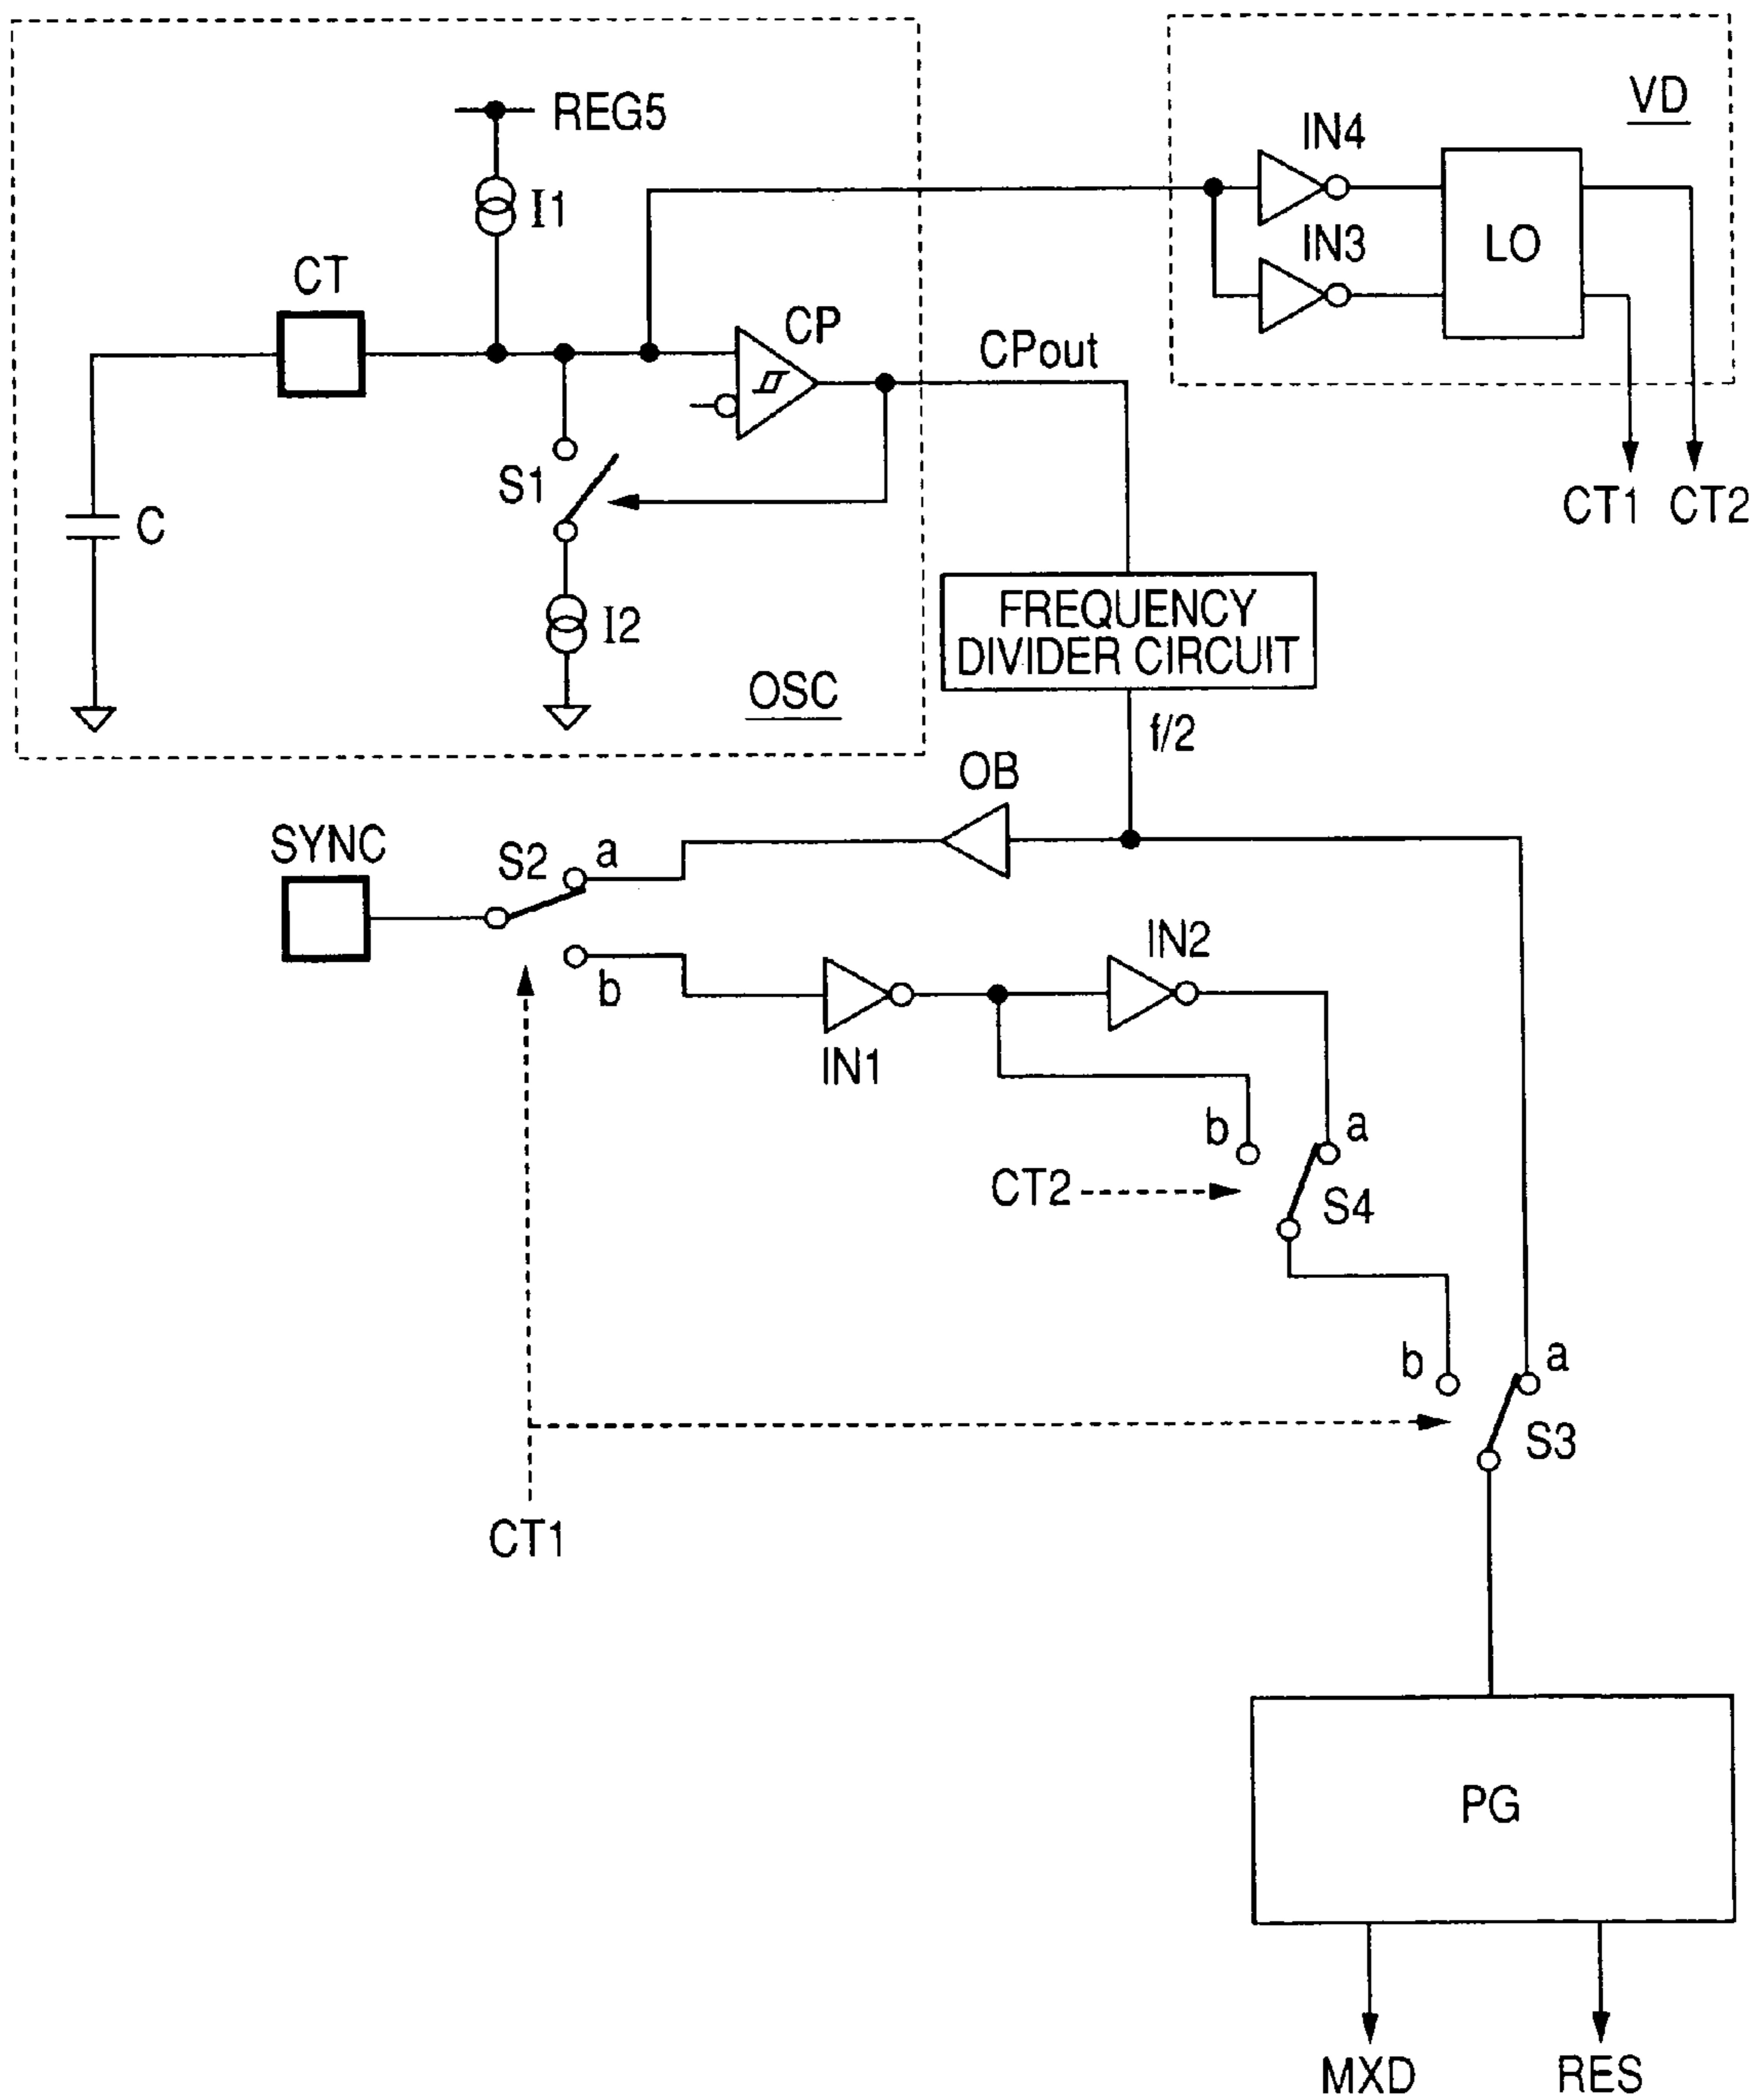 VD
REG5
IN4
I1
IN3
LO
CT
CP
CPout
S1
CT1
CT2
C
I2
FREQUENCY
DIVIDER CIRCUIT
OSC
f/2
OB
SYNC
S2
a
b
IN2
IN1
b
a
CT2
S4
b
a
S3
CT1
PG
MXD
RES